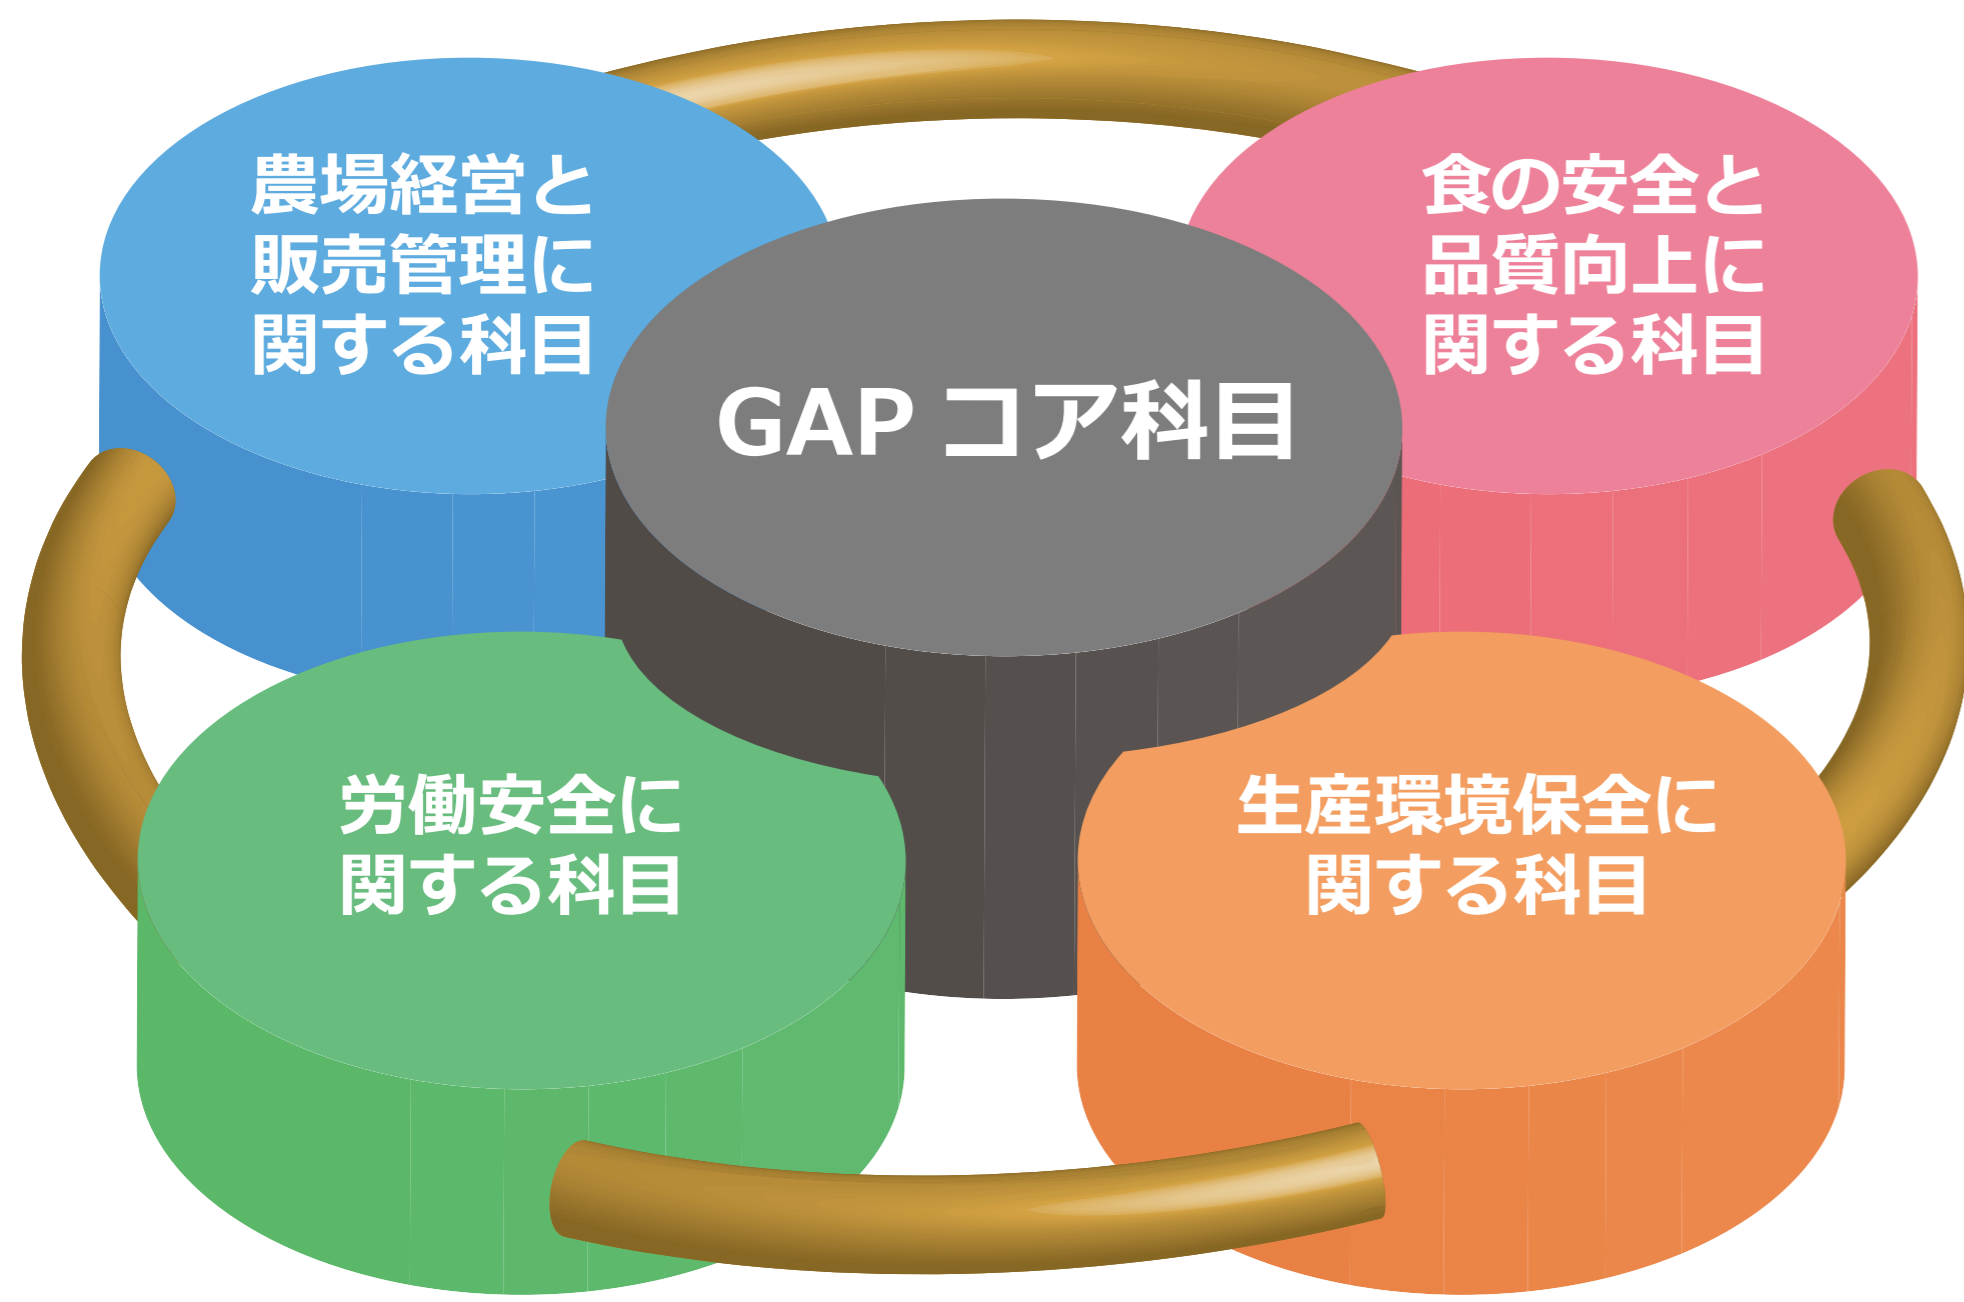 農場経営と
販売管理に
関する科目
食の安全と
品質向上に
関する科目
GAP コア科目
労働安全に
関する科目
生産環境保全に
関する科目